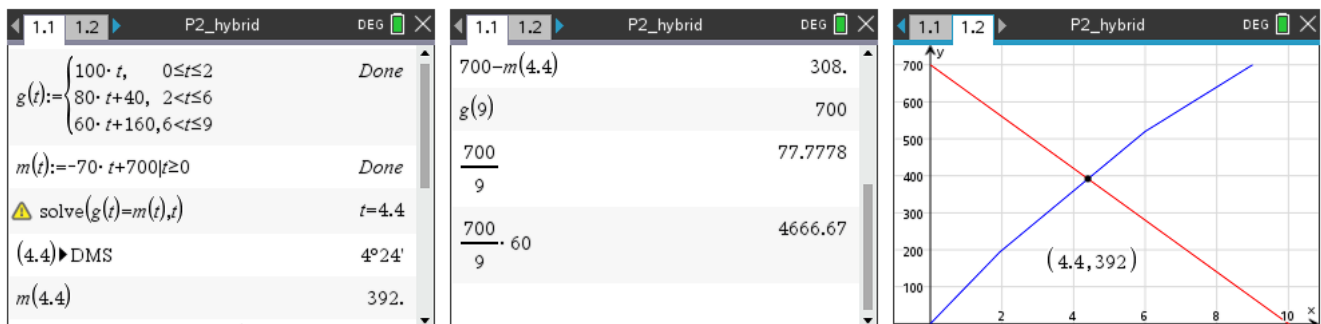 1.1 1.2 P2_hybrid DEG
g(t):={100·t, 0≤t≤2 Done
80·t+40, 2<t≤6
60·t+160,6<t≤9
m(t):=-70·t+700|t≥0 Done
solve(g(t)=m(t),t) t=4.4
(4.4)▶DMS 4°24'
m(4.4) 392.
1.1 1.2 P2_hybrid DEG
700-m(4.4) 308.
g(9) 700
700/9 77.7778
700/9·60 4666.67
1.1 1.2 P2_hybrid DEG
y
700
600
500
400
300
200
(4.4,392)
100
2 4 6 8 10 x